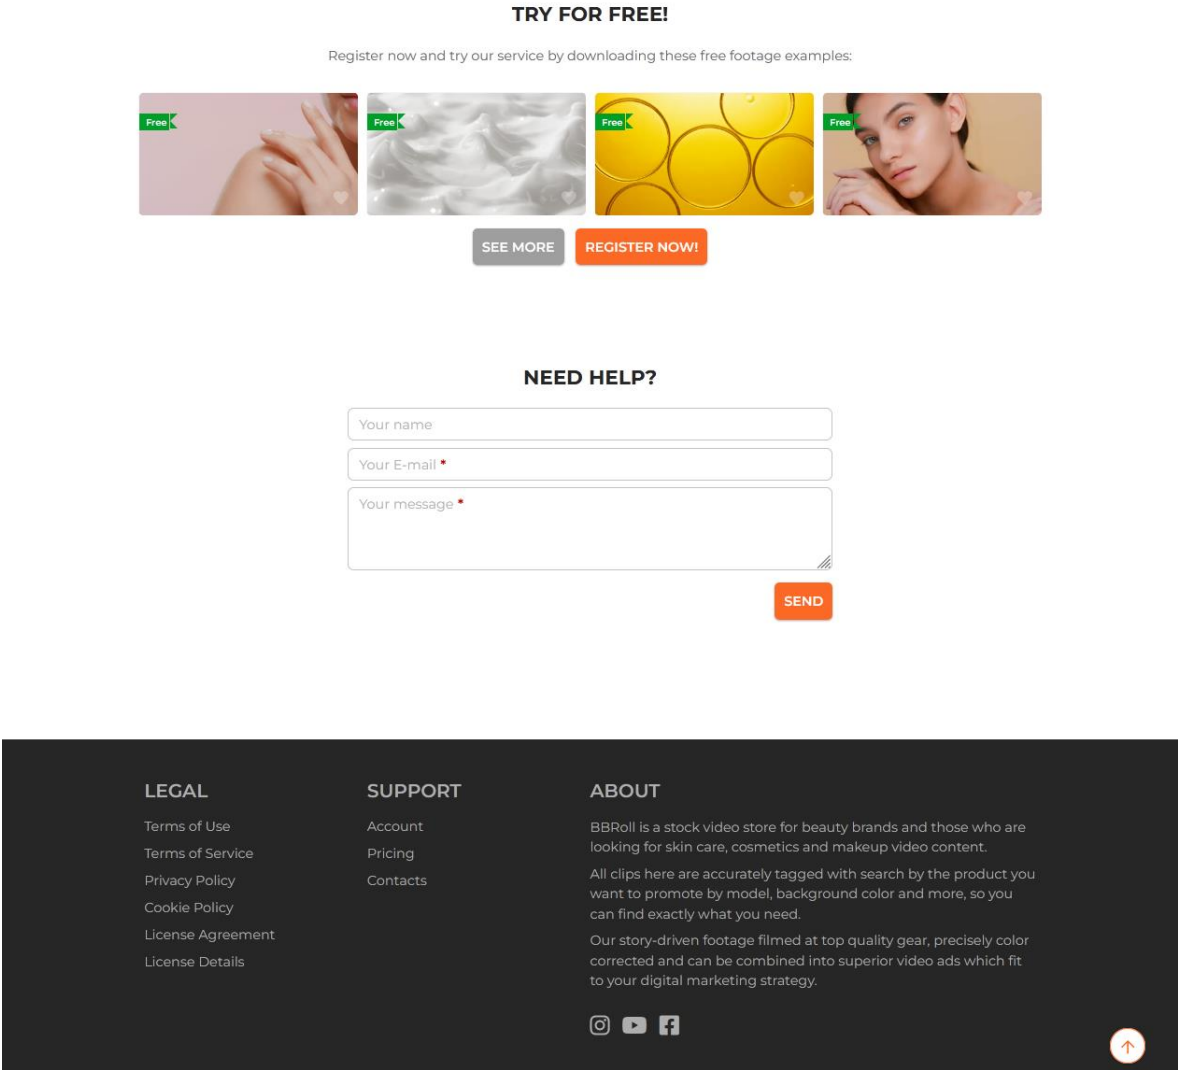 TRY FOR FREE!
Register now and try our service by downloading these free footage examples:
Free
Free
Free
Free
SEE MORE
REGISTER NOW!
NEED HELP?
Your name
Your E-mail *
Your message *
SEND
LEGAL
Terms of Use
Terms of Service
Privacy Policy
Cookie Policy
License Agreement
License Details
SUPPORT
Account
Pricing
Contacts
ABOUT
BBRoll is a stock video store for beauty brands and those who are
looking for skin care, cosmetics and makeup video content.
All clips here are accurately tagged with search by the product you
want to promote by model, background color and more, so you
can find exactly what you need.
Our story-driven footage filmed at top quality gear, precisely color
corrected and can be combined into superior video ads which fit
to your digital marketing strategy.